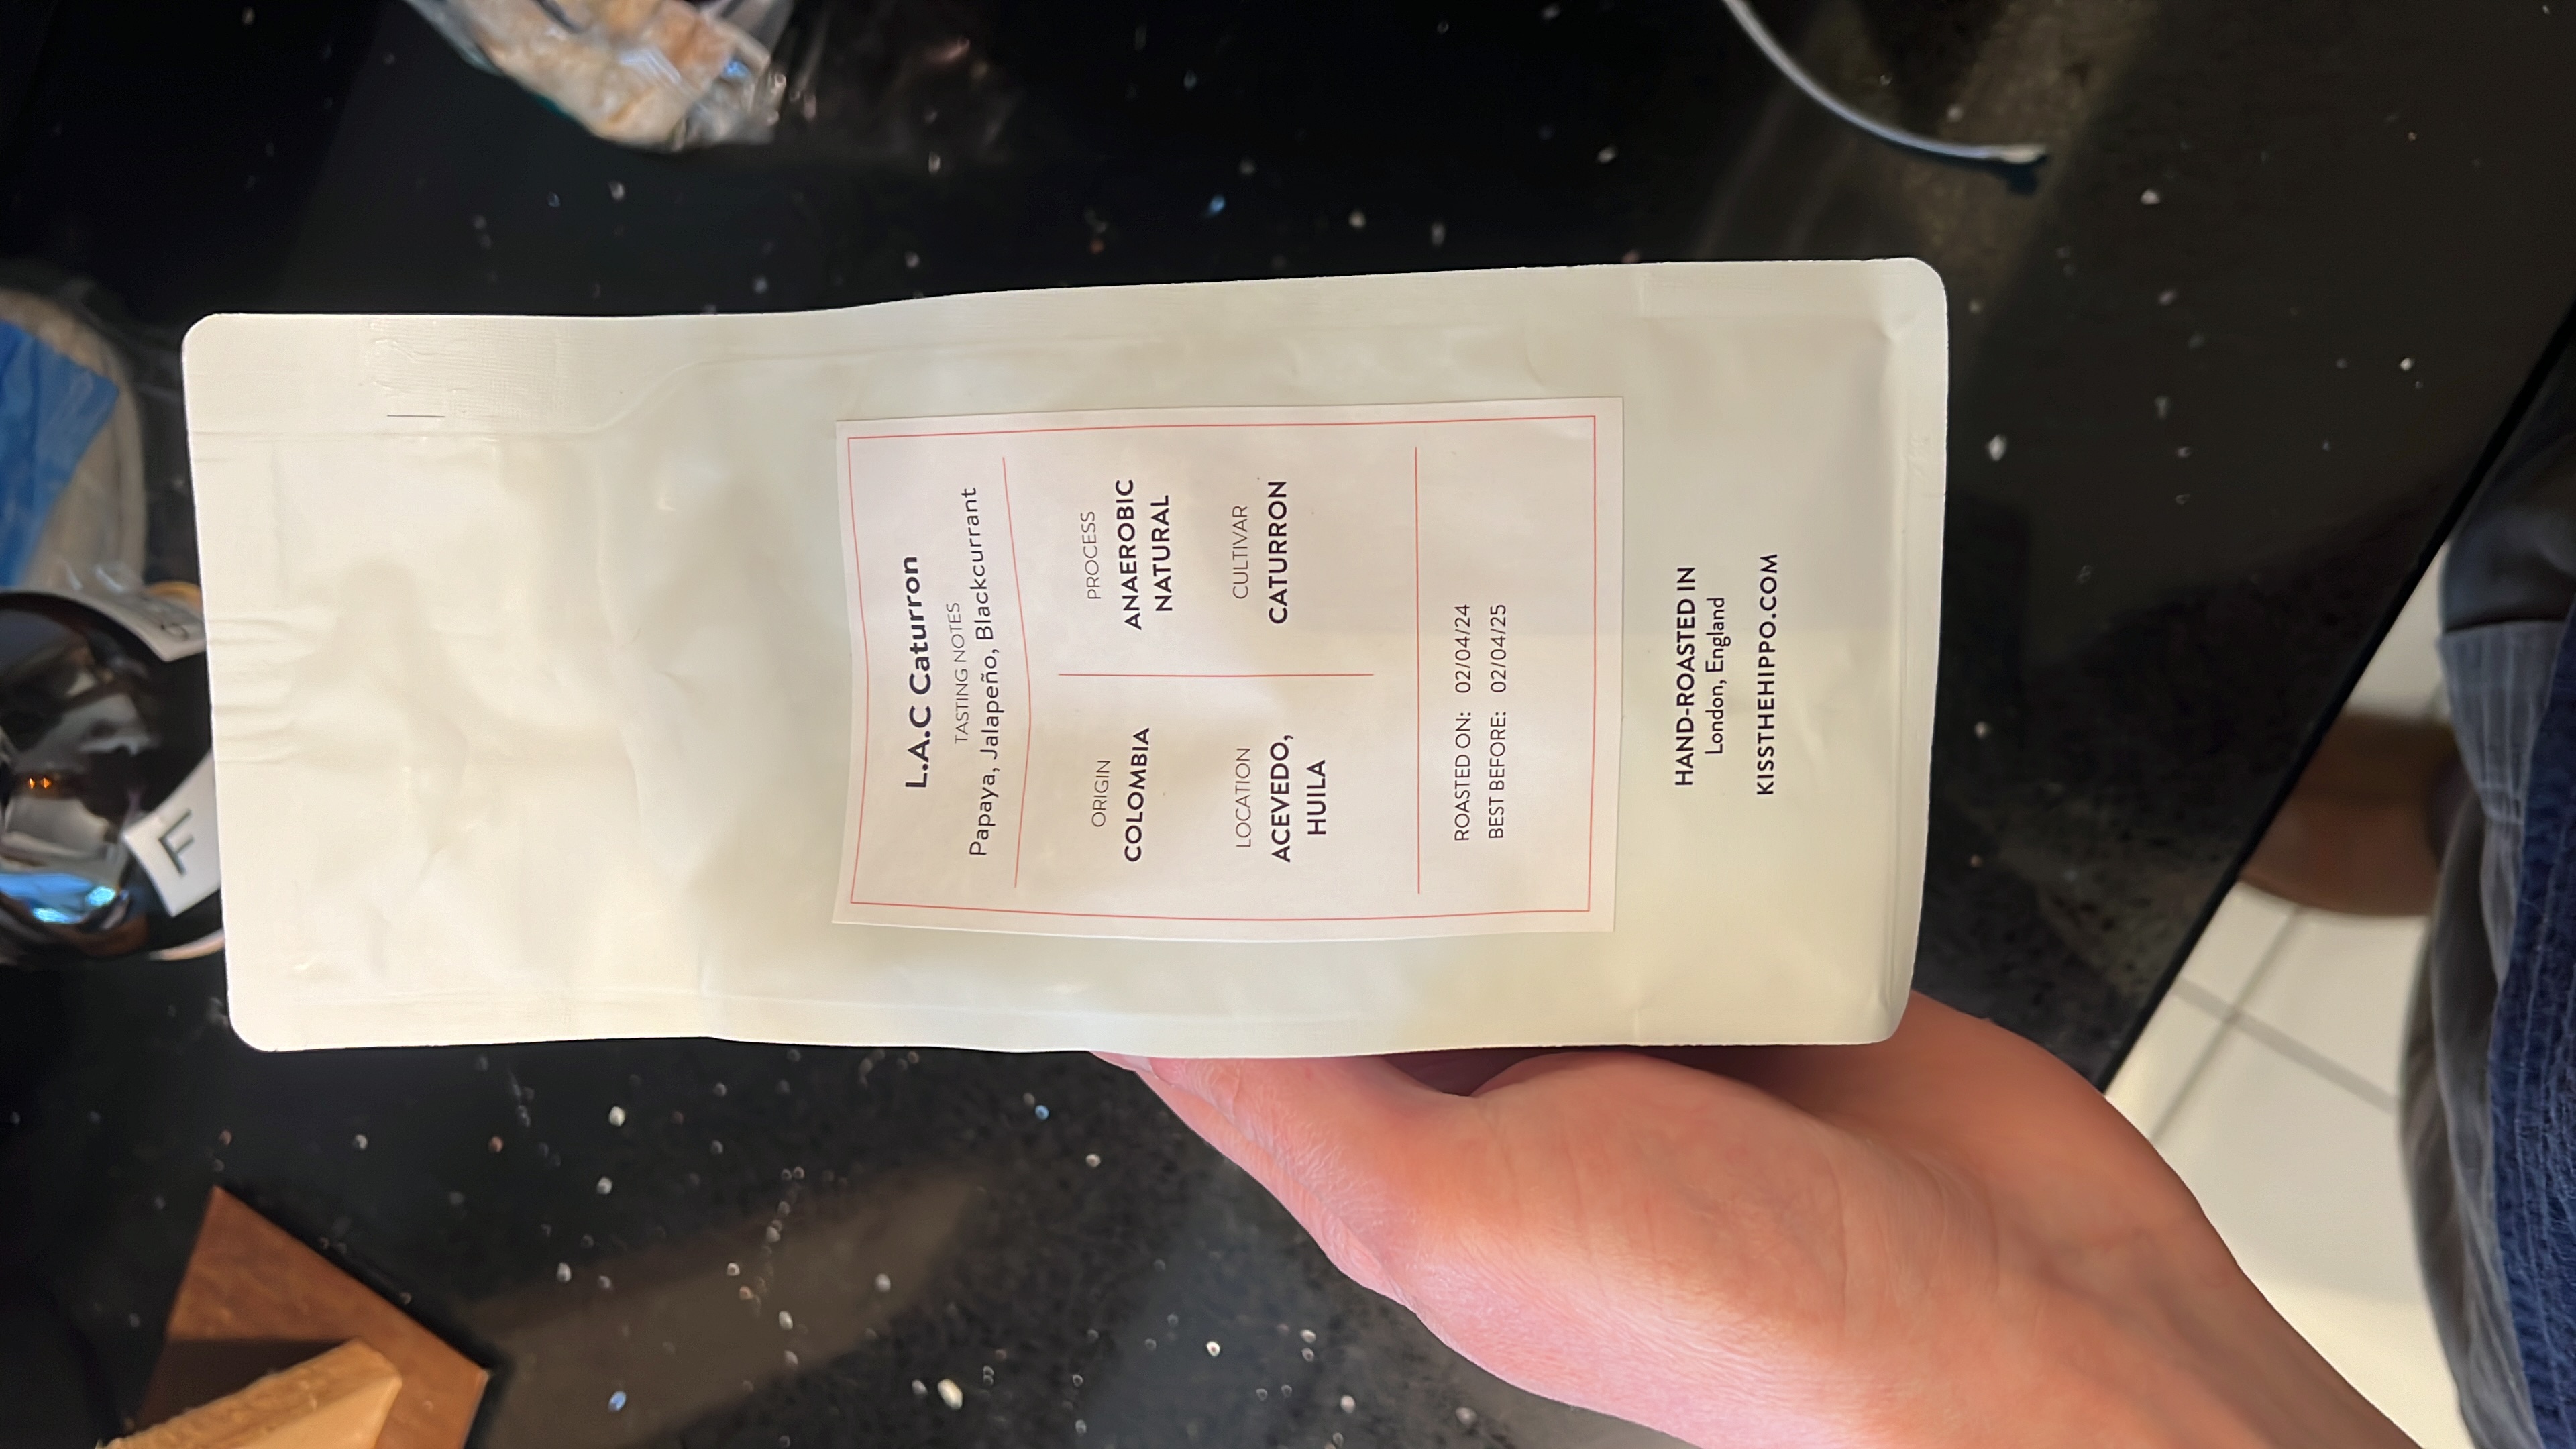 F
L.A.C Caturron
TASTING NOTES
Papaya, Jalapeño, Blackcurrant
ORIGIN
COLOMBIA
PROCESS
ANAEROBIC
NATURAL
LOCATION
ACEVEDO,
HUILA
CULTIVAR
CATURRON
ROASTED ON: 02/04/24
BEST BEFORE: 02/04/25
HAND-ROASTED IN
London, England
KISSTHEHIPPO.COM